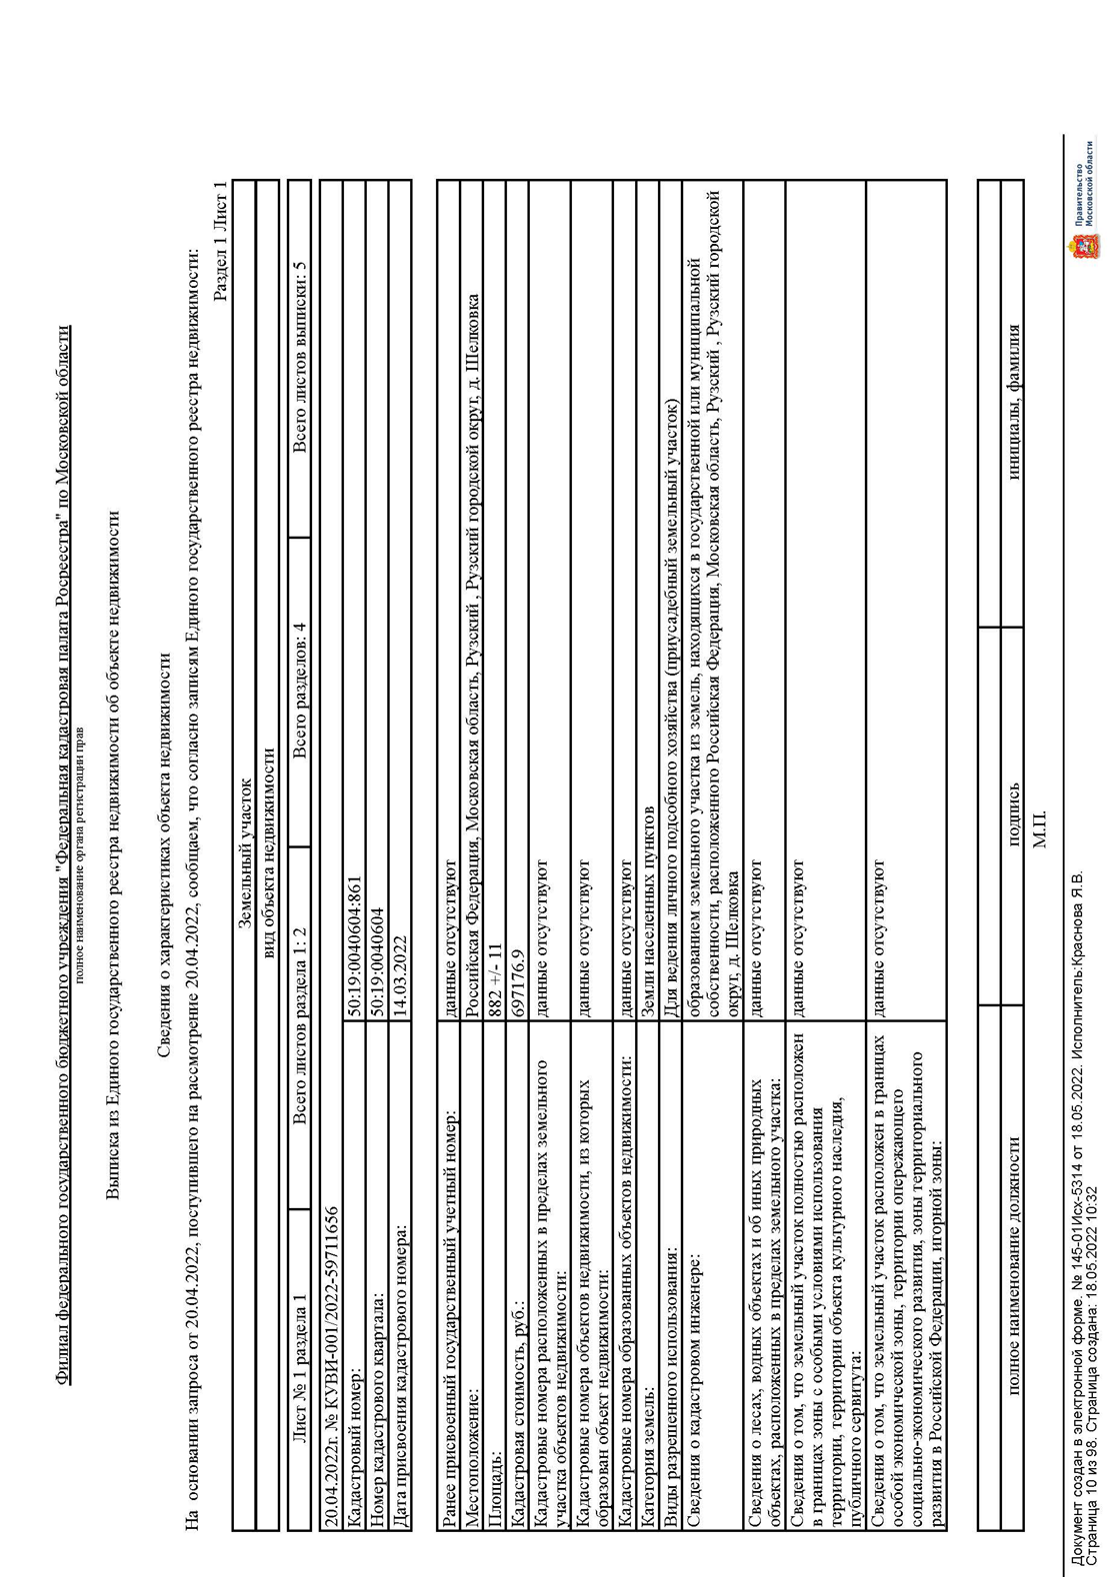 Филиал федерального государственного бюджетного учреждения "Федеральная кадастровая палата Росреестра" по Московской области
полное наименование органа регистрации прав
Выписка из Единого государственного реестра недвижимости об объекте недвижимости
Сведения о характеристиках объекта недвижимости
На основании запроса от 20.04.2022, поступившего на рассмотрение 20.04.2022, сообщаем, что согласно записям Единого государственного реестра недвижимости:
Раздел 1 Лист 1
Земельный участок
вид объекта недвижимости
Лист № 1 раздела 1
Всего листов раздела 1: 2
Всего разделов: 4
Всего листов выписки: 5
20.04.2022г. № КУВИ-001/2022-59711656
Кадастровый номер:
50:19:0040604:861
Номер кадастрового квартала:
50:19:0040604
Дата присвоения кадастрового номера:
14.03.2022
Ранее присвоенный государственный учетный номер:
данные отсутствуют
Местоположение:
Российская Федерация, Московская область, Рузский , Рузский городской округ, д. Шелковка
Площадь:
882 +/- 11
Кадастровая стоимость, руб.:
697176.9
Кадастровые номера расположенных в пределах земельного
участка объектов недвижимости:
данные отсутствуют
Кадастровые номера объектов недвижимости, из которых
образован объект недвижимости:
данные отсутствуют
Кадастровые номера образованных объектов недвижимости:
данные отсутствуют
Категория земель:
Земли населенных пунктов
Виды разрешенного использования:
Для ведения личного подсобного хозяйства (приусадебный земельный участок)
Сведения о кадастровом инженере:
образованием земельного участка из земель, находящихся в государственной или муниципальной
собственности, расположенного Российская Федерация, Московская область, Рузский , Рузский городской
округ, д. Шелковка
Сведения о лесах, водных объектах и об иных природных
объектах, расположенных в пределах земельного участка:
данные отсутствуют
Сведения о том, что земельный участок полностью расположен
в границах зоны с особыми условиями использования
территории, территории объекта культурного наследия,
публичного сервитута:
данные отсутствуют
Сведения о том, что земельный участок расположен в границах
особой экономической зоны, территории опережающего
социально-экономического развития, зоны территориального
развития в Российской Федерации, игорной зоны:
данные отсутствуют
полное наименование должности
подпись
инициалы, фамилия
М.П.
Документ создан в электронной форме. № 145-01Исх-5314 от 18.05.2022. Исполнитель:Краснова Я.В.
Страница 10 из 98. Страница создана: 18.05.2022 10:32
Правительство
Московской области